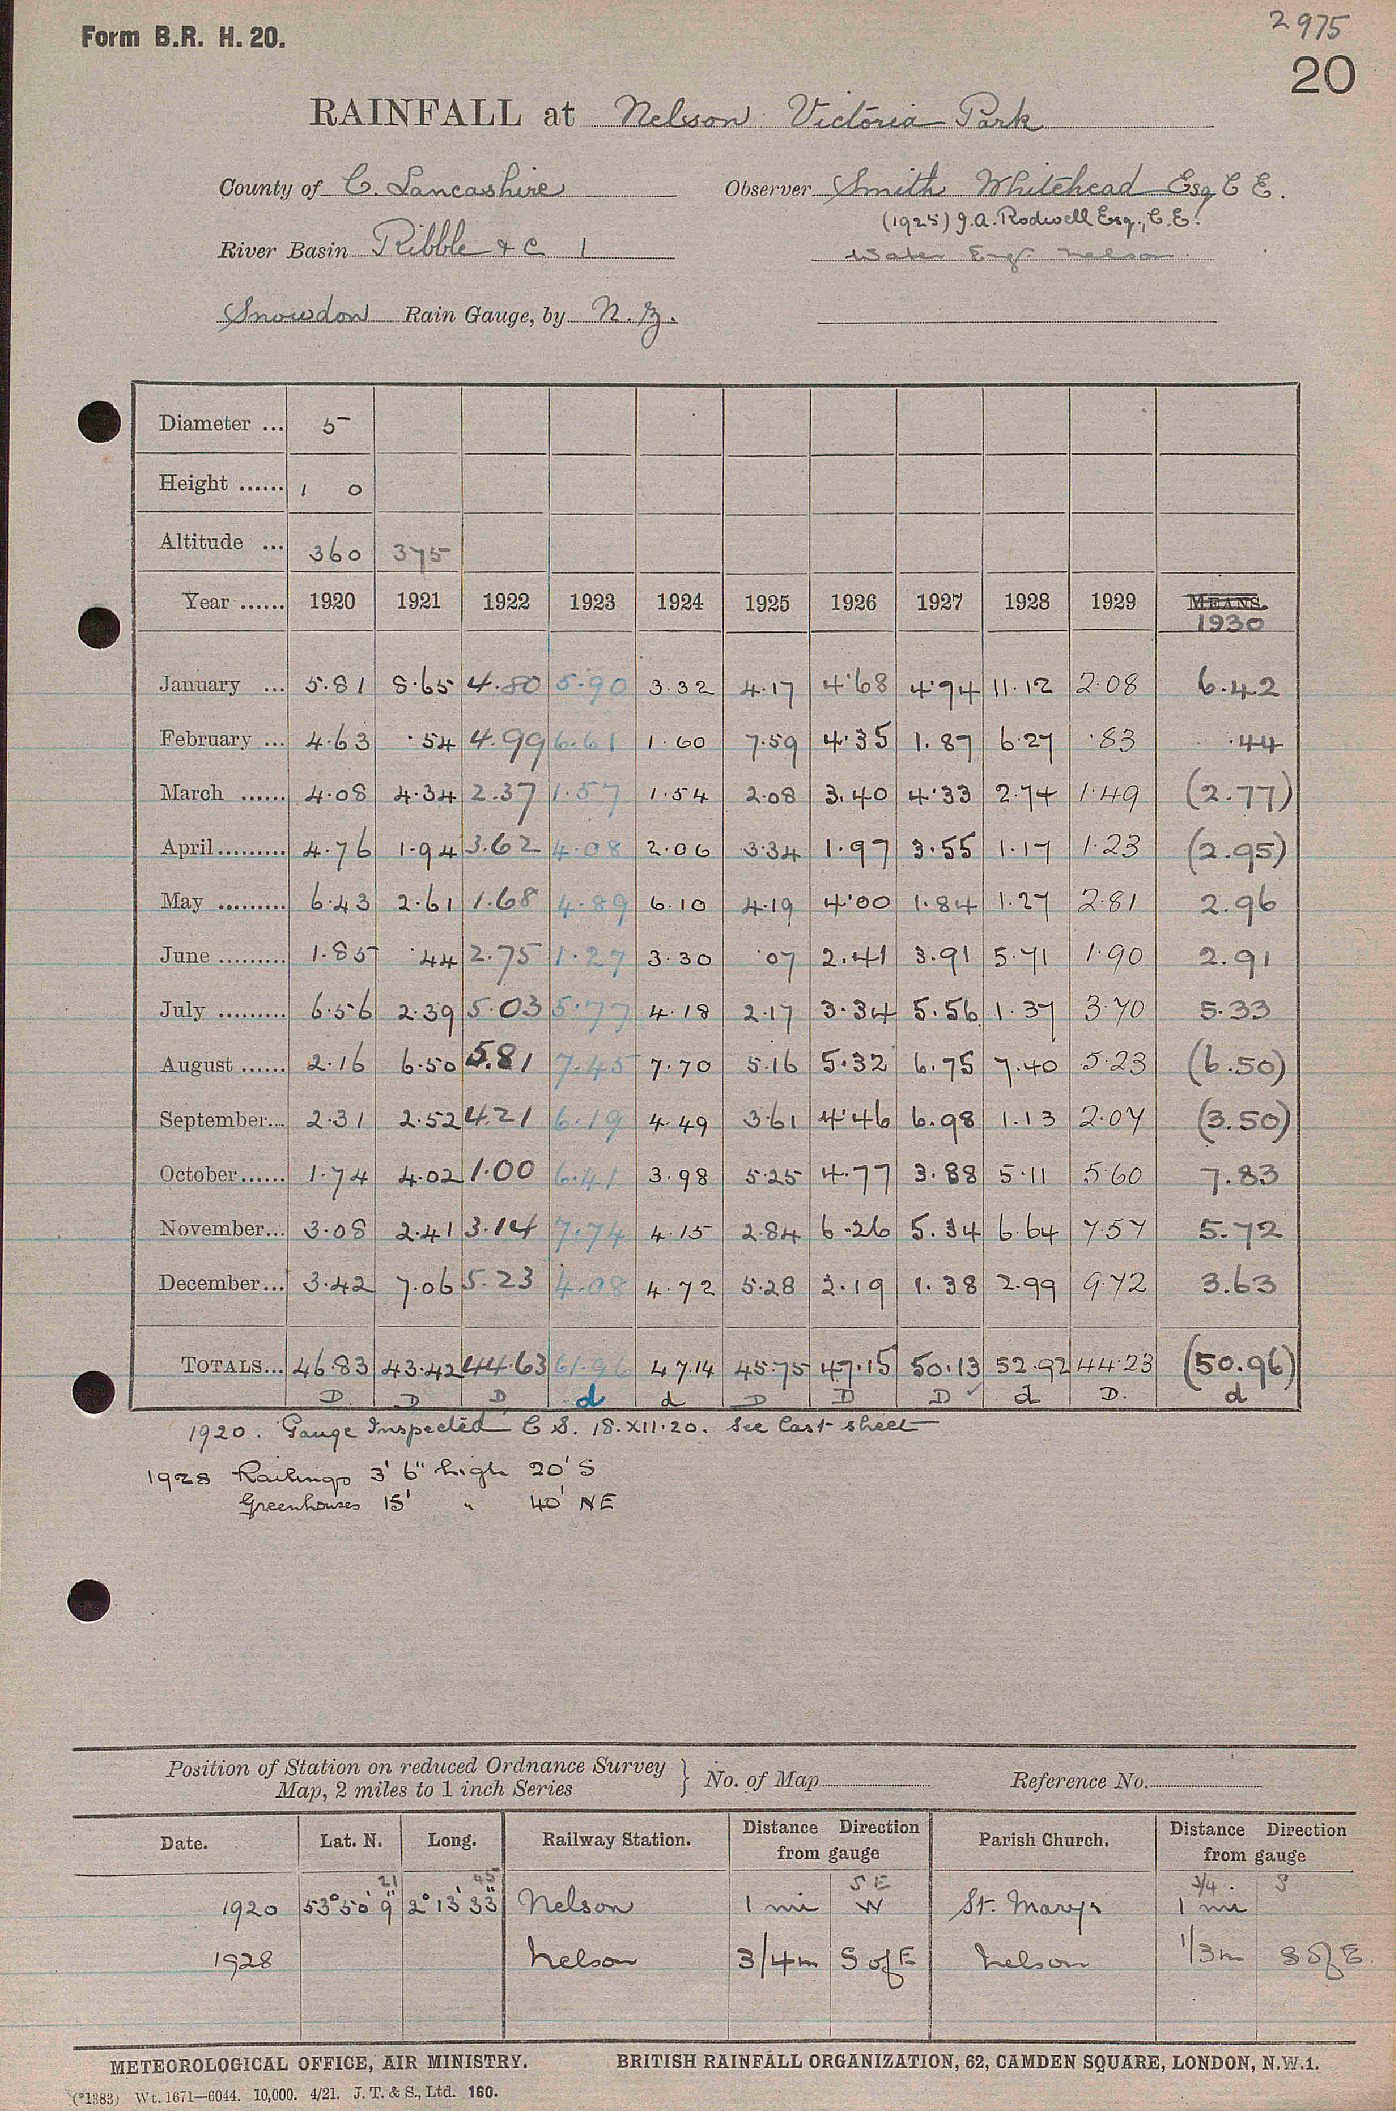 2975
Form B.R. H. 20.
20
RAINFALL at Nelson Victoria Park
County of C. Lancashire Observer Smith Whitehead Esq C E.
(1925) J.A. Rodwell Esq., C.E.
River Basin Ribble & C 1 Water Engr Nelson.
Snowdon Rain Gauge, by N. Z.
Diameter ... 5
Height ...... 1 0
Altitude ... 360 375
Year ...... 1920 1921 1922 1923 1924 1925 1926 1927 1928 1929 MEANS.
1930
January ... 5.81 8.65 4.80 5.90 3.32 4.17 4.68 4.94 11.12 2.08 6.42
February ... 4.63 .54 4.99 6.61 1.60 7.59 4.35 1.87 6.27 .83 .44
March ...... 4.08 4.34 2.37 1.57 1.54 2.08 3.40 4.33 2.74 1.49 (2.77)
April ......... 4.76 1.94 3.62 4.08 2.06 3.34 1.97 3.55 1.17 1.23 (2.95)
May ......... 6.43 2.61 1.68 4.89 6.10 4.19 4.00 1.84 1.27 2.81 2.96
June ......... 1.85 .44 2.75 1.27 3.30 .07 2.41 3.91 5.71 1.90 2.91
July ......... 6.56 2.39 5.03 5.77 4.18 2.17 3.34 5.56 1.37 3.70 5.33
August ...... 2.16 6.50 5.81 7.45 7.70 5.16 5.32 6.75 7.40 5.23 (6.50)
September... 2.31 2.52 4.21 6.19 4.49 3.61 4.46 6.98 1.13 2.07 (3.50)
October...... 1.74 4.02 1.00 6.41 3.98 5.25 4.77 3.88 5.11 5.60 7.83
November... 3.08 2.41 3.14 7.74 4.15 2.84 6.26 5.34 6.64 7.57 5.72
December... 3.42 7.06 5.23 4.08 4.72 5.28 2.19 1.38 2.99 9.72 3.63
TOTALS... 46.83 43.42 44.63 61.96 47.14 45.75 47.15 50.13 52.92 44.23 (50.96)
D D D d d D D D ✓ d D. d
1920. Gauge Inspected C S. 18.XII.20. See last sheet
1928 Railings 3' 6" high 20' S
Greenhouses 15' " 40' NE
Position of Station on reduced Ordnance Survey
Map, 2 miles to 1 inch Series } No. of Map Reference No.
Date. Lat. N. Long. Railway Station. Distance Direction from gauge Parish Church. Distance Direction from gauge
21 45 S E 3/4. S
1920 53° 50' 9" 2° 13' 33" Nelson 1 mi W St. Marys 1 mi
1928 Nelson 3/4m S of E Nelson 1/3m S of E.
METEOROLOGICAL OFFICE, AIR MINISTRY. BRITISH RAINFALL ORGANIZATION, 62, CAMDEN SQUARE, LONDON, N.W.1.
(*1383) Wt. 1671—6044. 10,000. 4/21. J. T. & S., Ltd. 160.